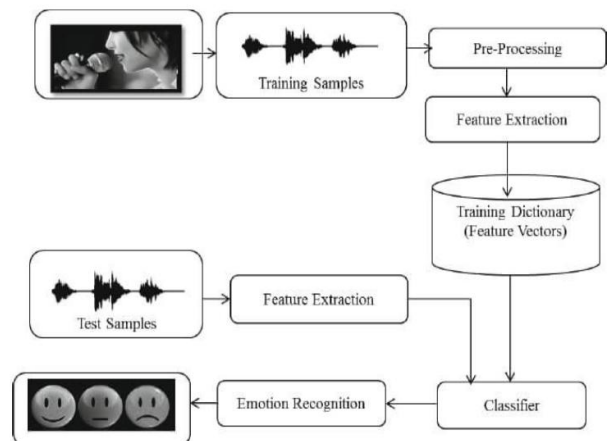 Training Samples
Pre-Processing
Feature Extraction
Training Dictionary
(Feature Vectors)
Test Samples
Feature Extraction
Emotion Recognition
Classifier